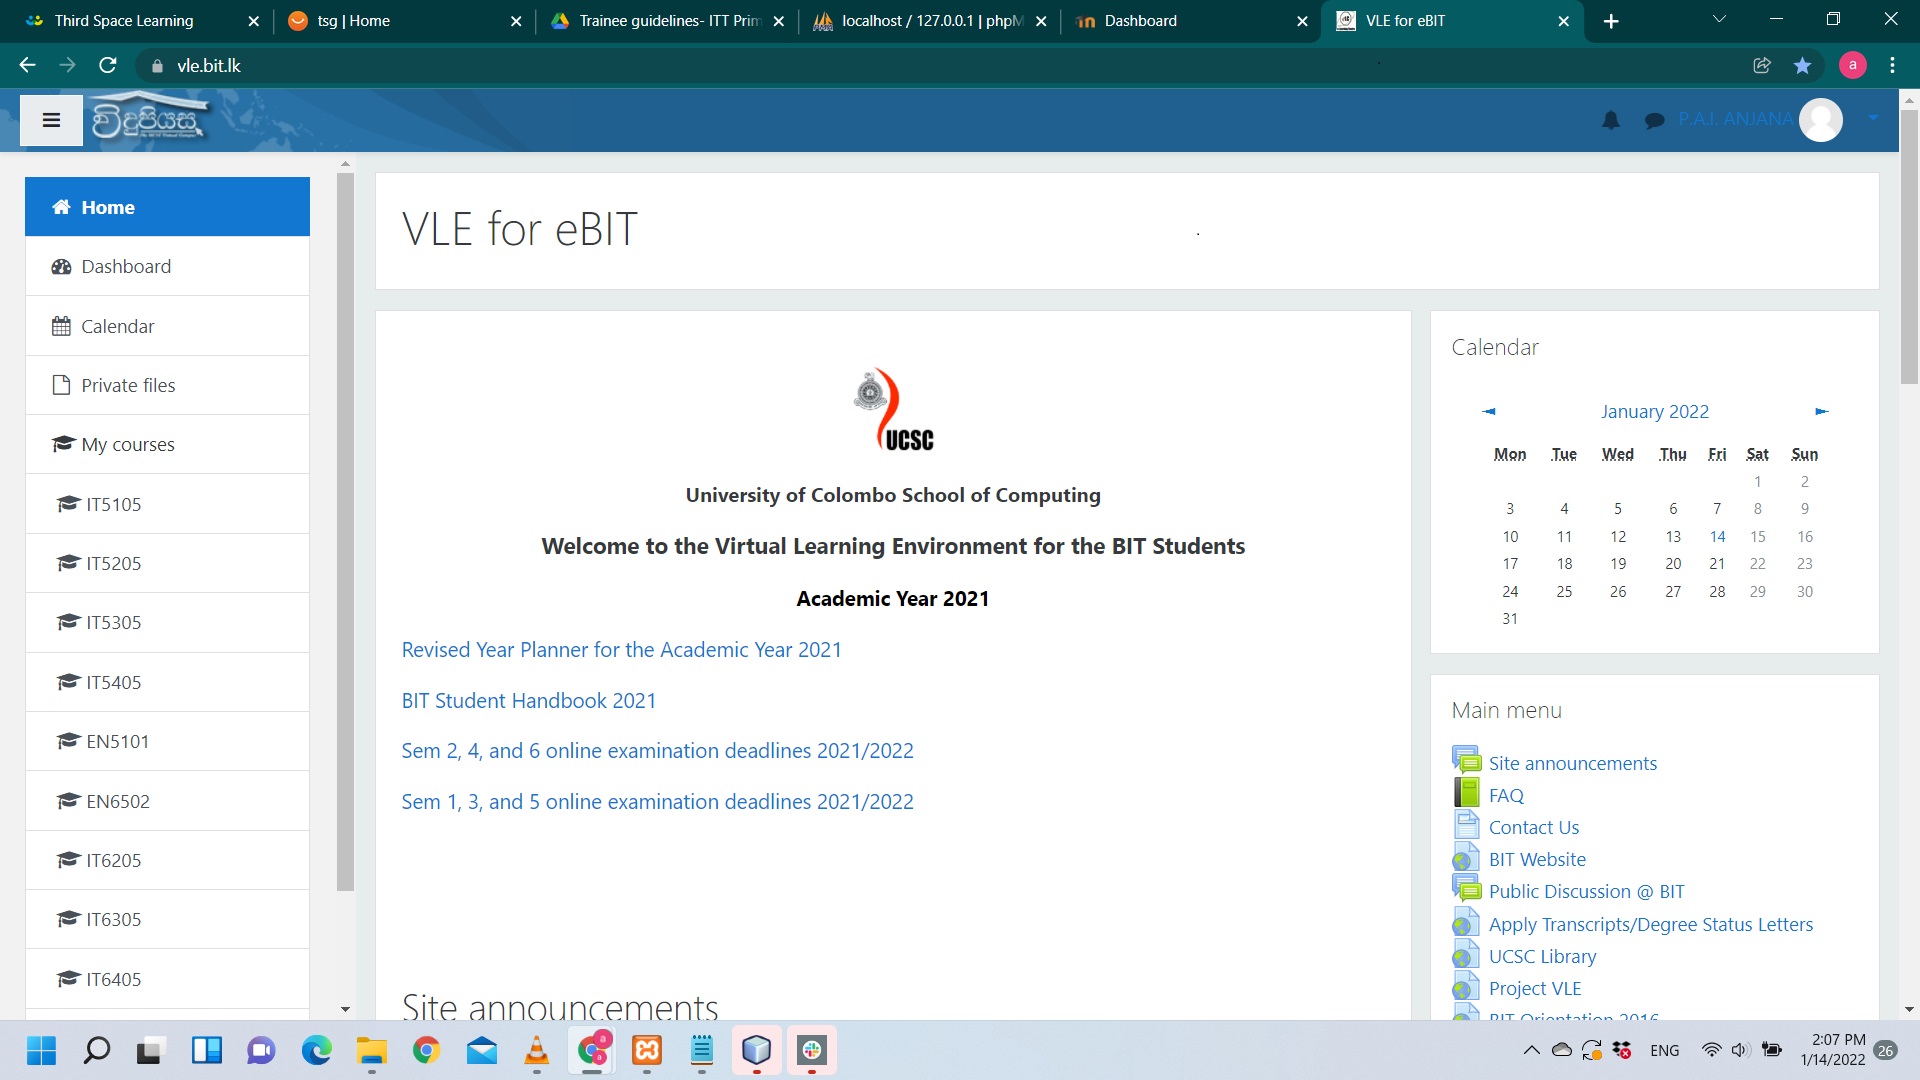 Third Space Learning
tsg | Home
Trainee guidelines- ITT Prim
localhost / 127.0.0.1 | phpM
Dashboard
VLE for eBIT
vle.bit.lk
a
විදුපියස
P.A.I. ANJANA
Home
Dashboard
Calendar
Private files
My courses
IT5105
IT5205
IT5305
IT5405
EN5101
EN6502
IT6205
IT6305
IT6405
VLE for eBIT
UCSC
University of Colombo School of Computing
Welcome to the Virtual Learning Environment for the BIT Students
Academic Year 2021
Revised Year Planner for the Academic Year 2021
BIT Student Handbook 2021
Sem 2, 4, and 6 online examination deadlines 2021/2022
Sem 1, 3, and 5 online examination deadlines 2021/2022
Site announcements
Calendar
January 2022
Mon Tue Wed Thu Fri Sat Sun
1 2
3 4 5 6 7 8 9
10 11 12 13 14 15 16
17 18 19 20 21 22 23
24 25 26 27 28 29 30
31
Main menu
Site announcements
FAQ
Contact Us
BIT Website
Public Discussion @ BIT
Apply Transcripts/Degree Status Letters
UCSC Library
Project VLE
BIT Orientation 2016
ENG
2:07 PM
1/14/2022
26